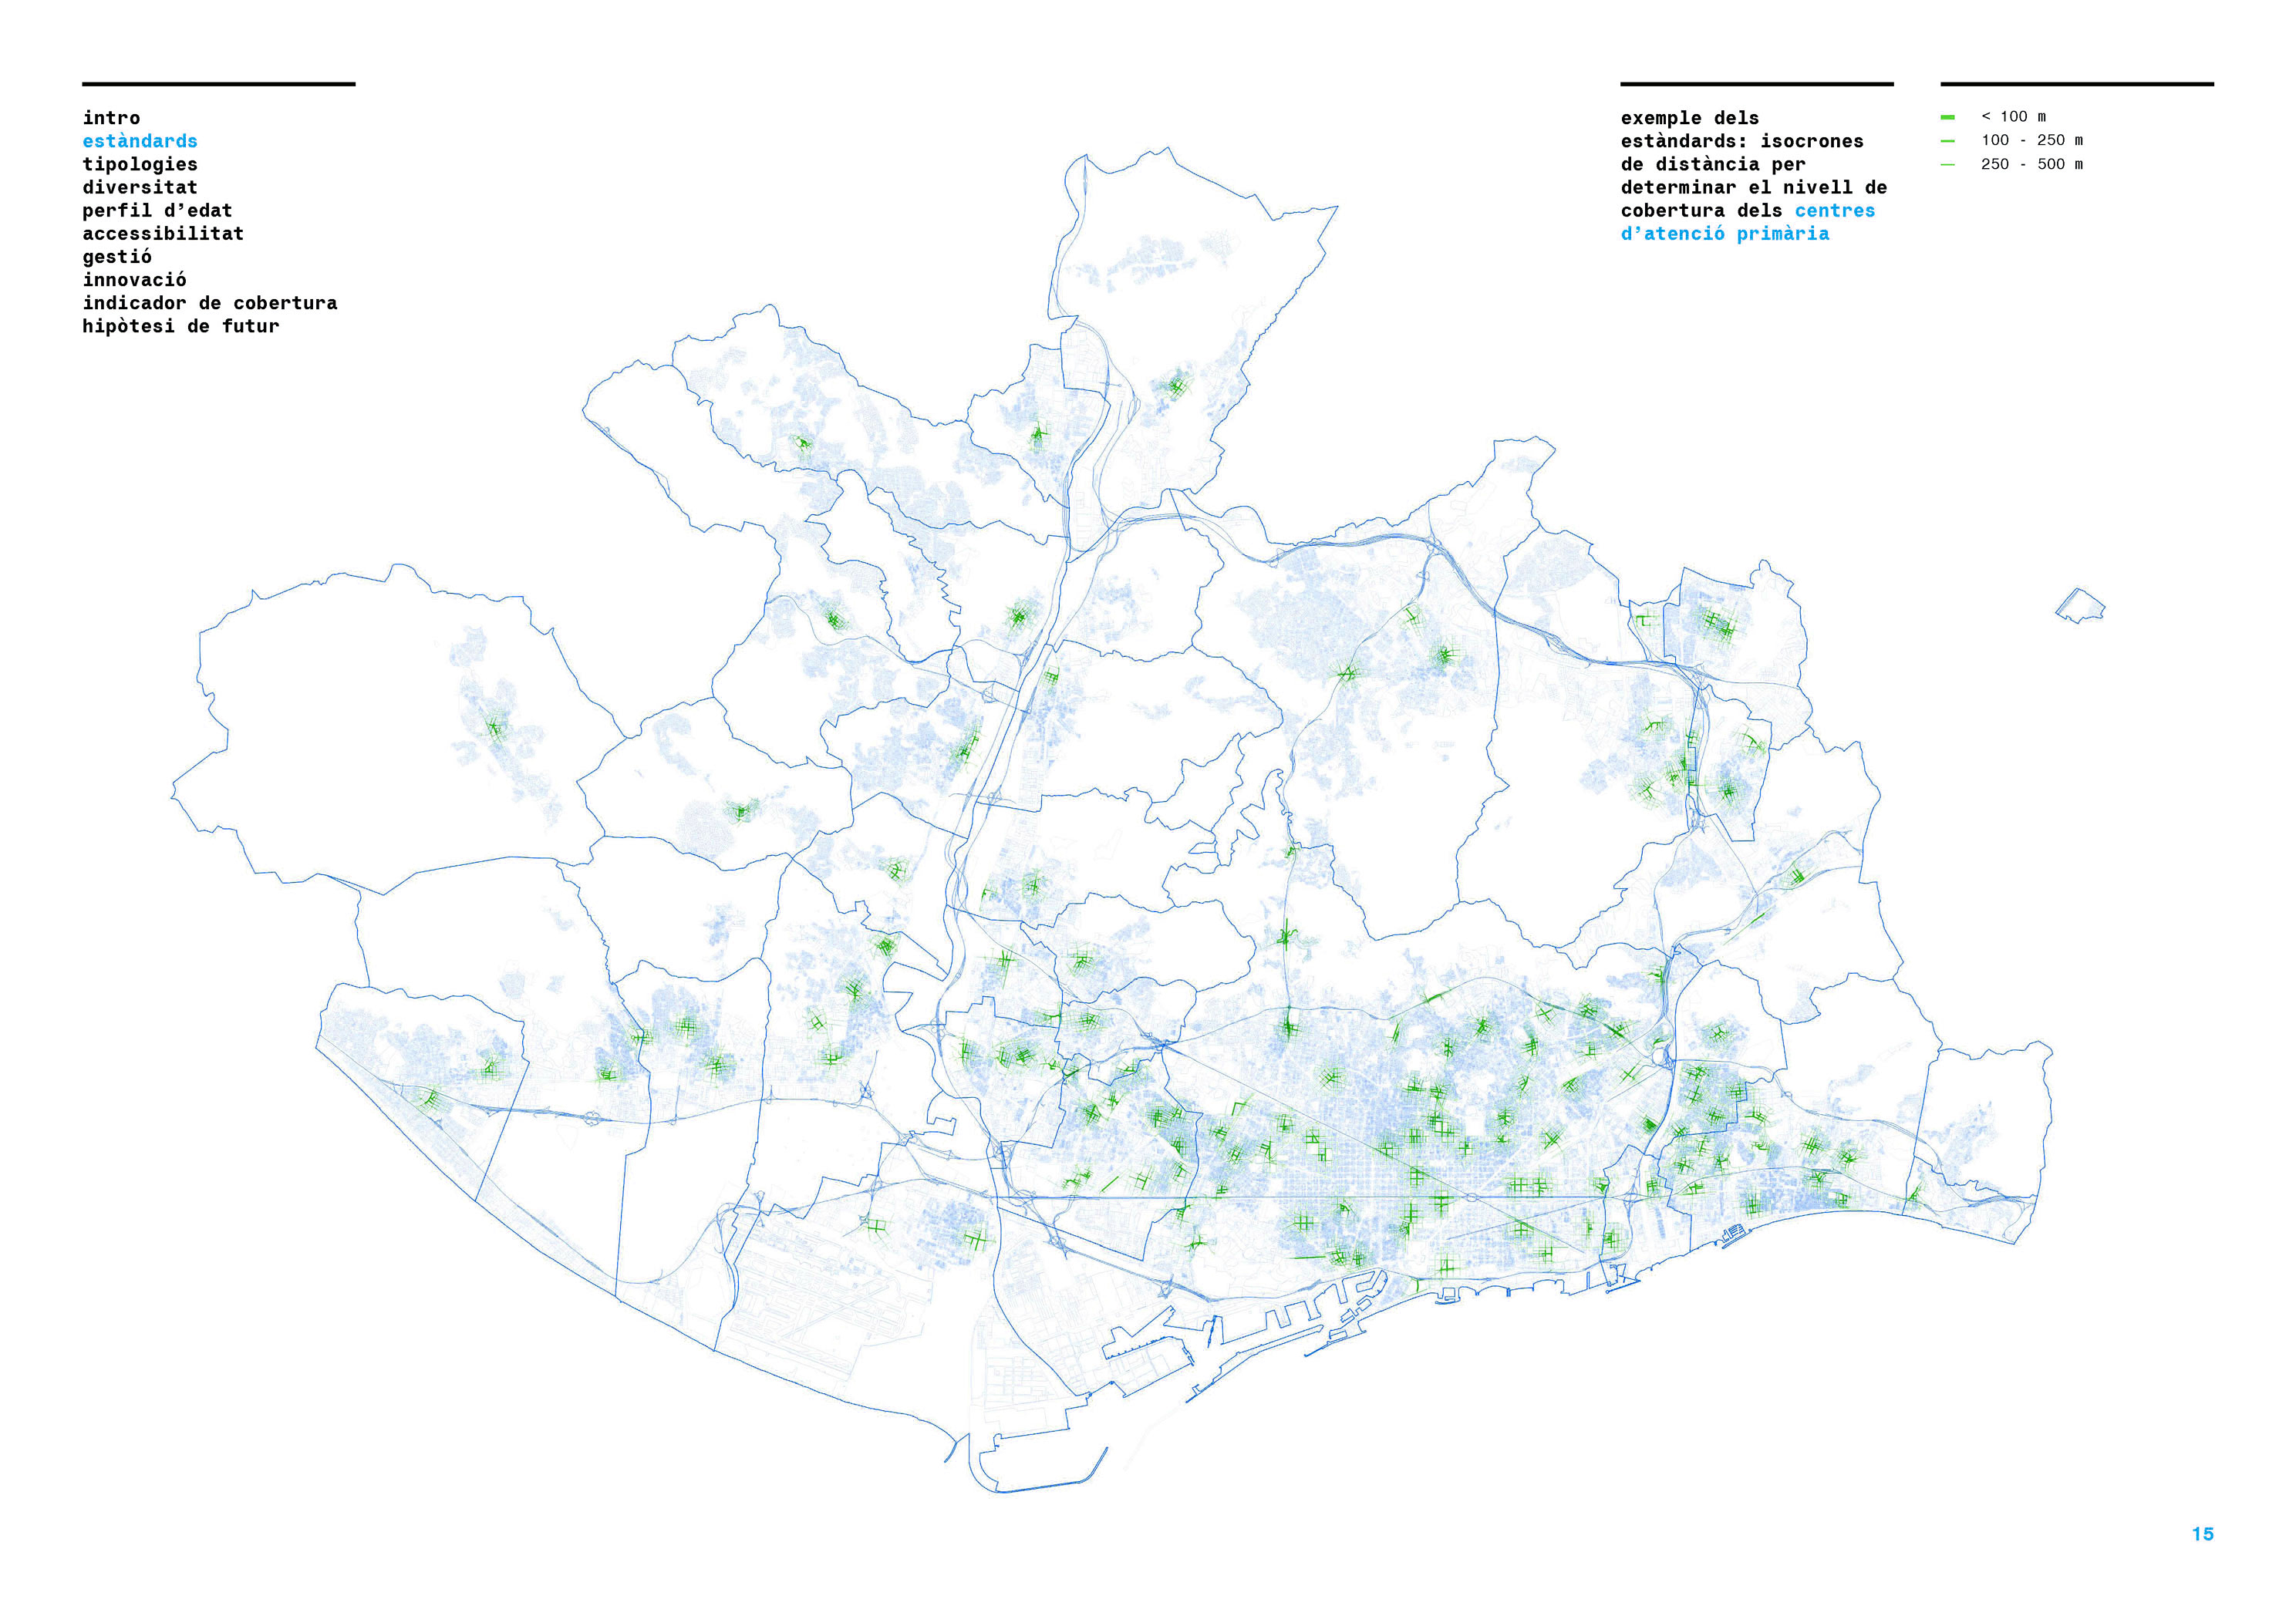 intro
estàndards
tipologies
diversitat
perfil d’edat
accessibilitat
gestió
innovació
indicador de cobertura
hipòtesi de futur
exemple dels
estàndards: isocrones
de distància per
determinar el nivell de
cobertura dels centres
d’atenció primària
< 100 m
100 - 250 m
250 - 500 m
15